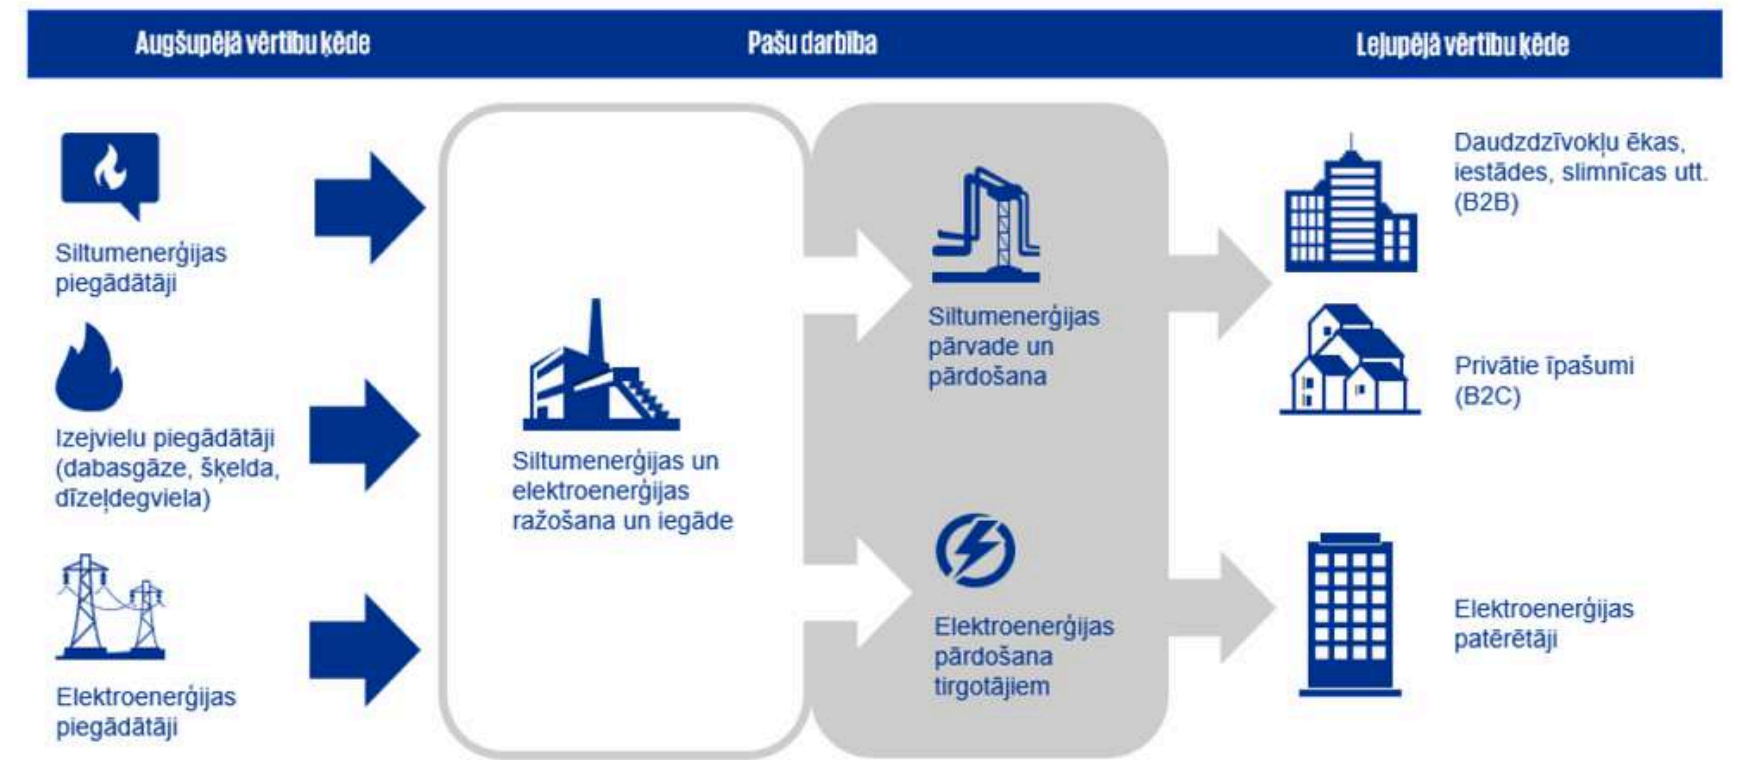 Augšupējā vērtību ķēde
Pašu darbība
Lejupējā vērtību ķēde
Siltumenerģijas
piegādātāji
Izejvielu piegādātāji
(dabasgāze, šķelda,
dīzeļdegviela)
Elektroenerģijas
piegādātāji
Siltumenerģijas un
elektroenerģijas
ražošana un iegāde
Siltumenerģijas
pārvade un
pārdošana
Elektroenerģijas
pārdošana
tirgotājiem
Daudzdzīvokļu ēkas,
iestādes, slimnīcas utt.
(B2B)
Privātie īpašumi
(B2C)
Elektroenerģijas
patērētāji